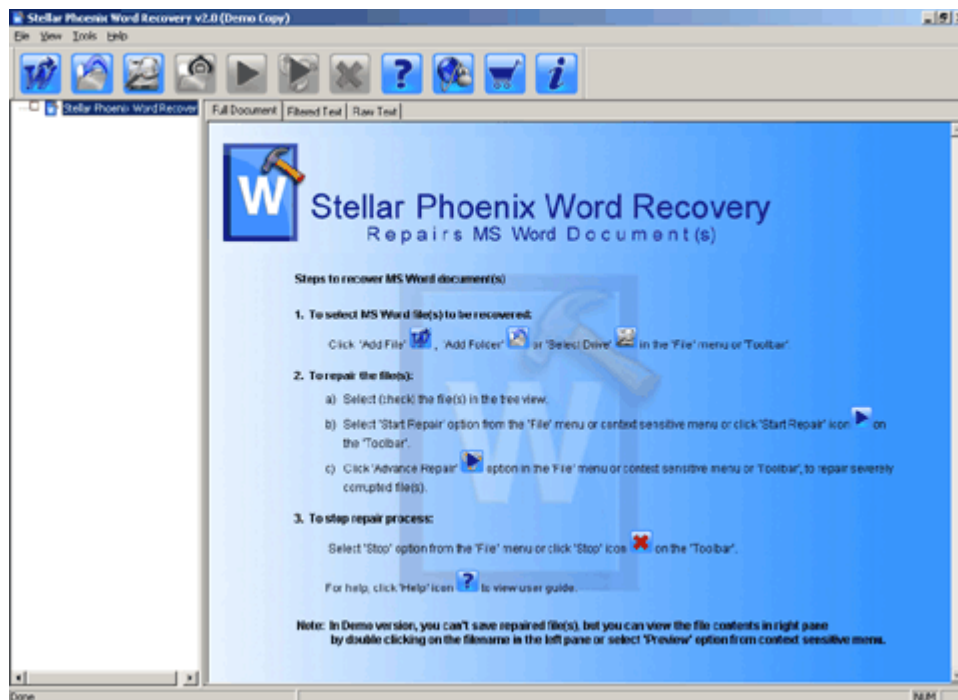 Stellar Phoenix Word Recovery v2.0 (Demo Copy)
File View Tools Help
Stellar Phoenix Word Recover
Full Document Filtered Text Raw Text
W
Stellar Phoenix Word Recovery
Repairs MS Word Document(s)
Steps to recover MS Word document(s)
1. To select MS Word file(s) to be recovered:
Click 'Add File' , 'Add Folder' or 'Select Drive' in the 'File' menu or 'Toolbar'.
2. To repair the file(s):
a) Select (check) the file(s) in the tree view.
b) Select 'Start Repair' option from the 'File' menu or context sensitive menu or click 'Start Repair' icon on
the 'Toolbar'.
c) Click 'Advance Repair' option in the 'File' menu or context sensitive menu or 'Toolbar', to repair severely
corrupted file(s).
3. To stop repair process:
Select 'Stop' option from the 'File' menu or click 'Stop' icon on the 'Toolbar'.
For help, click 'Help' icon ? to view user guide.
Note: In Demo version, you can't save repaired file(s), but you can view the file contents in right pane
by double clicking on the filename in the left pane or select 'Preview' option from context sensitive menu.
Done NUM